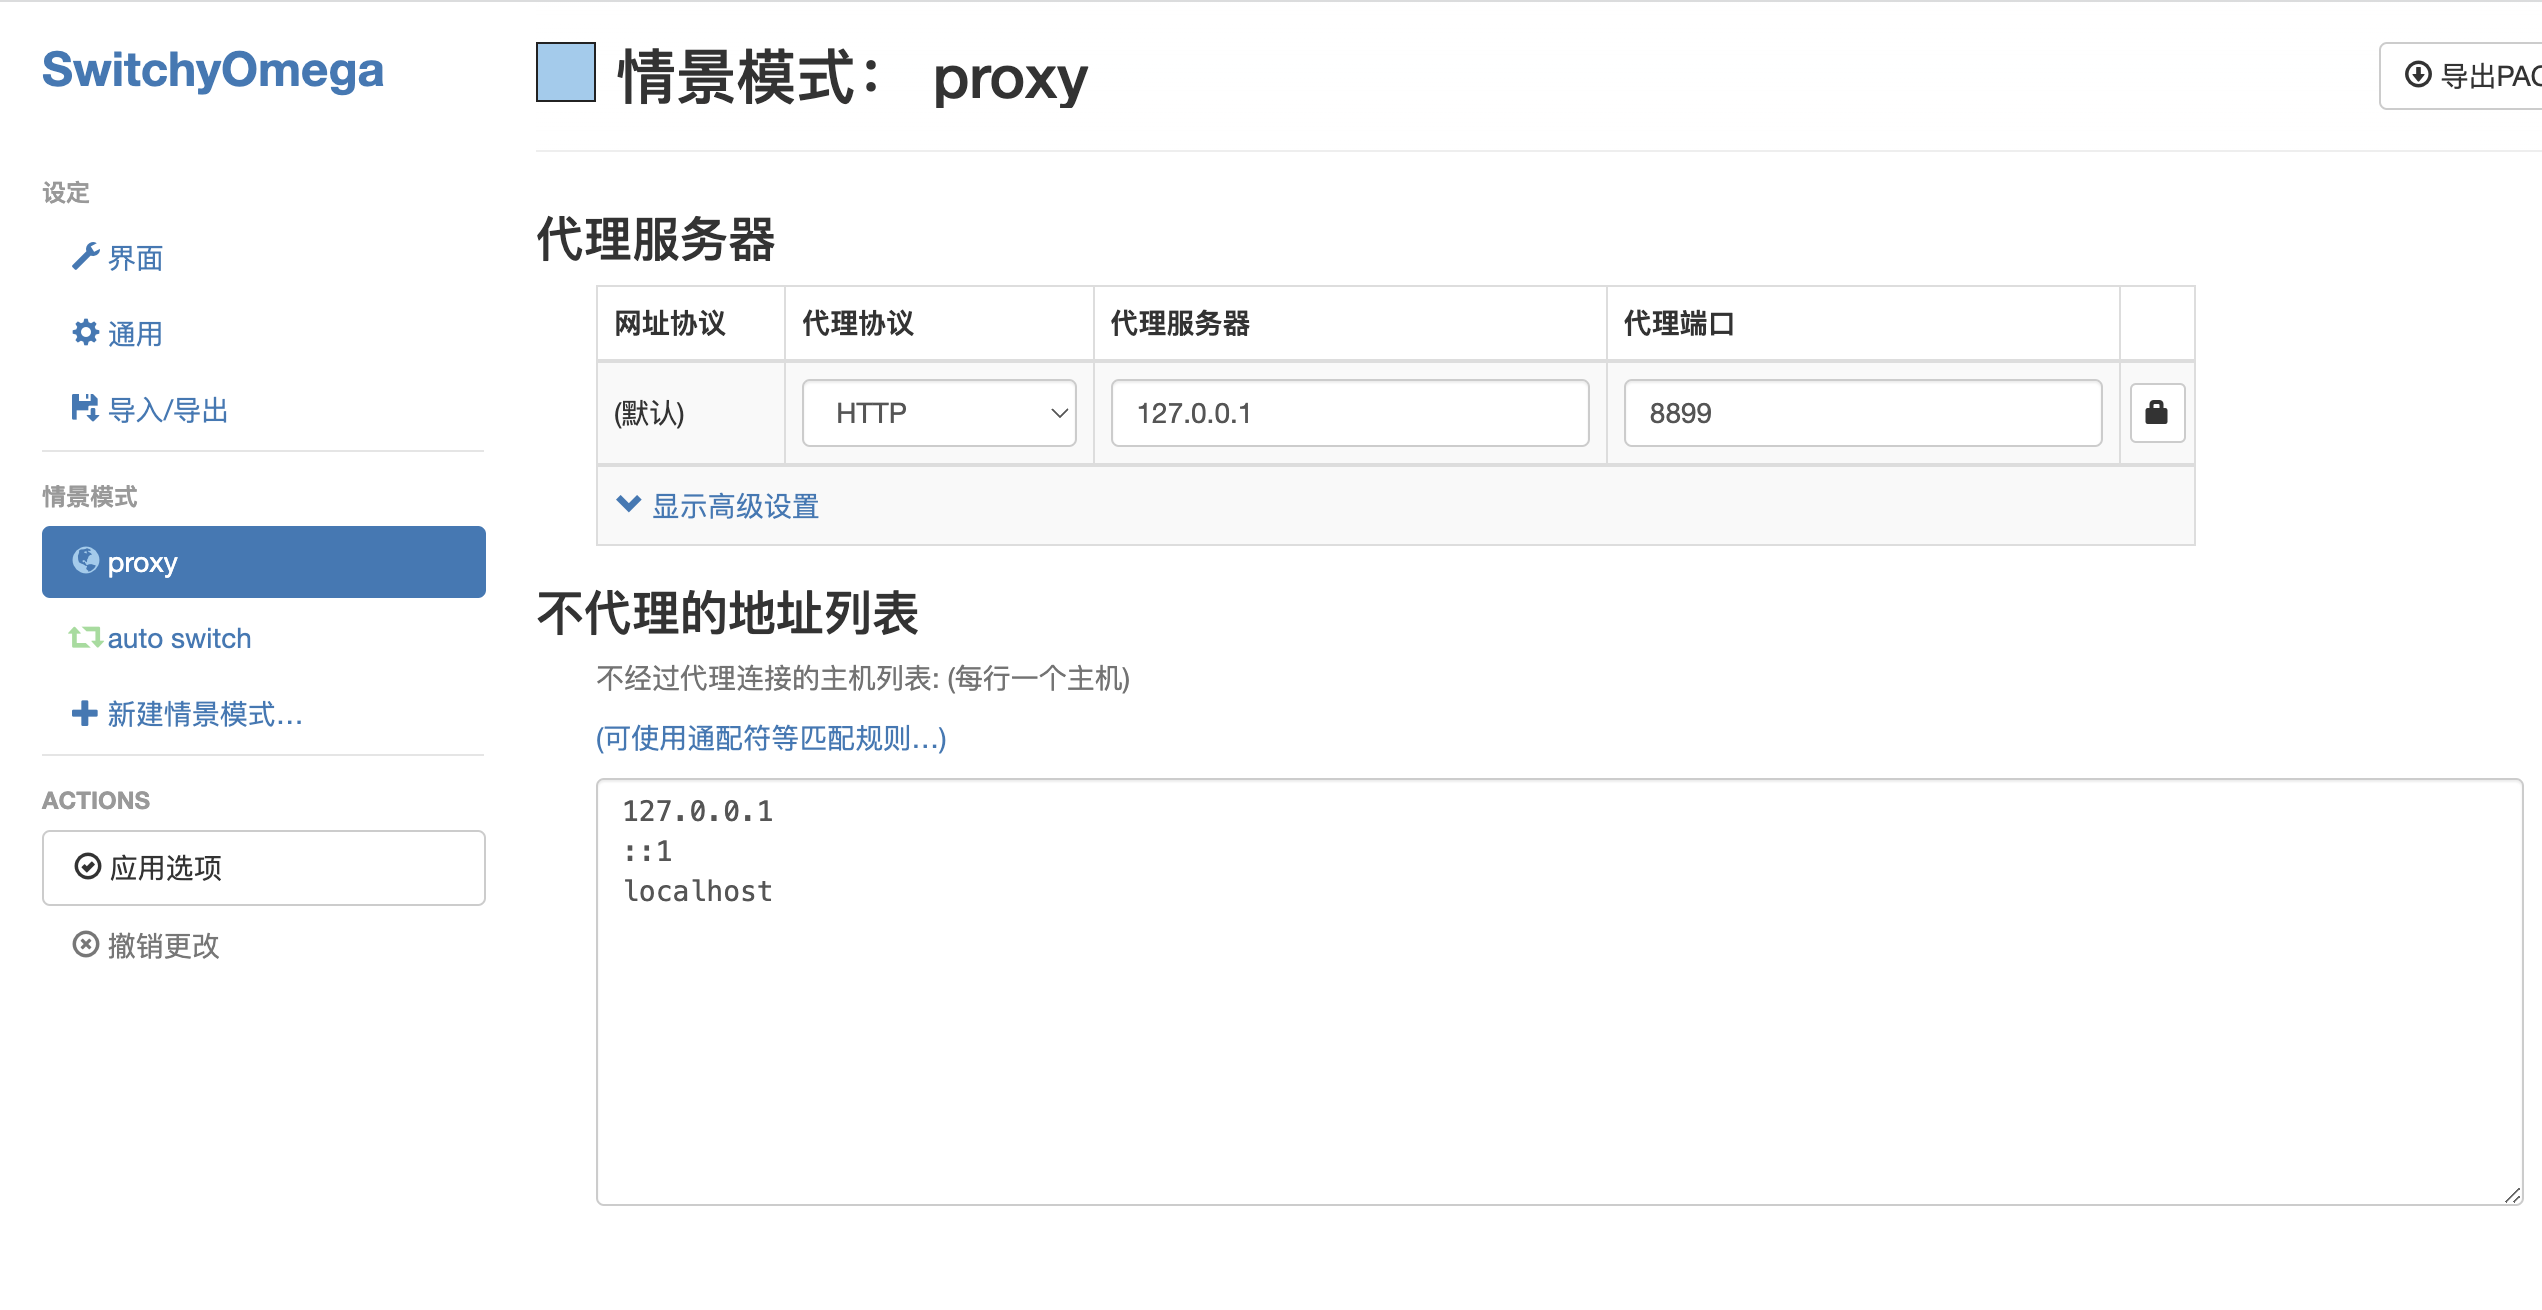 SwitchyOmega
设定
界面
通用
导入/导出
情景模式
proxy
auto switch
新建情景模式...
ACTIONS
应用选项
撤销更改
情景模式： proxy
导出PAC
代理服务器
网址协议 代理协议 代理服务器 代理端口
(默认) HTTP 127.0.0.1 8899
显示高级设置
不代理的地址列表
不经过代理连接的主机列表: (每行一个主机)
(可使用通配符等匹配规则...)
127.0.0.1
::1
localhost